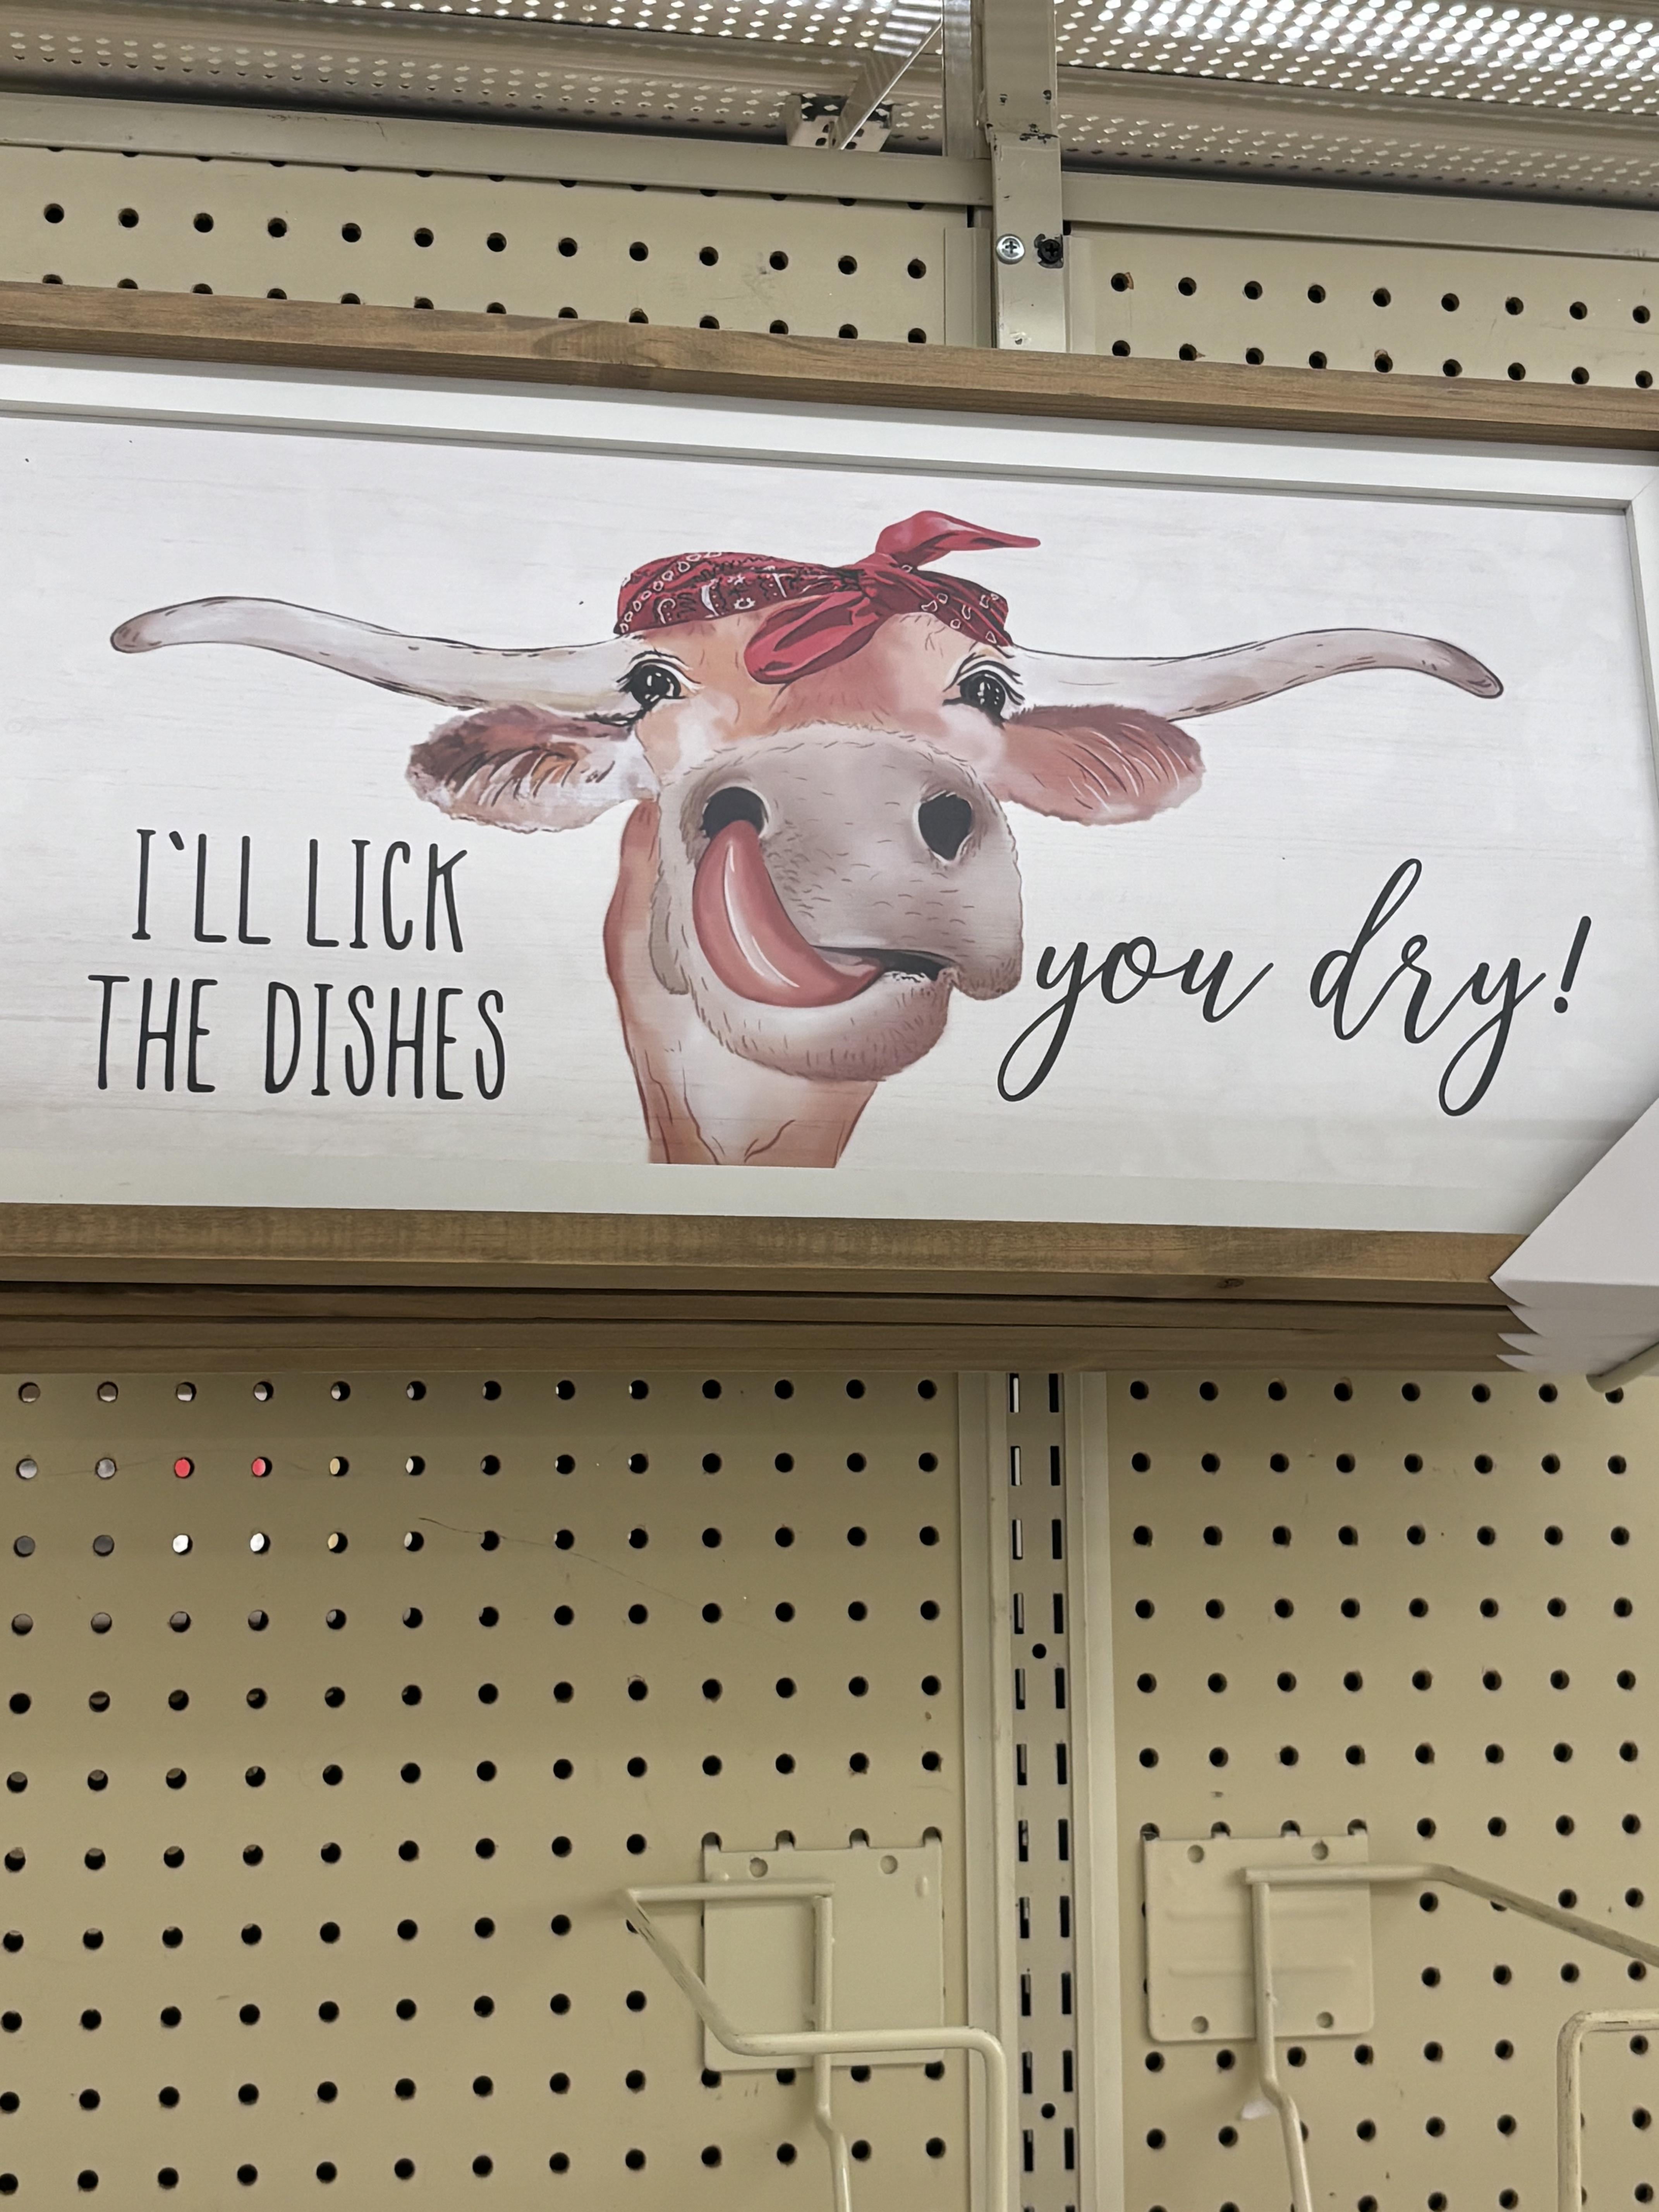 I`LL LICK
THE DISHES
you dry!